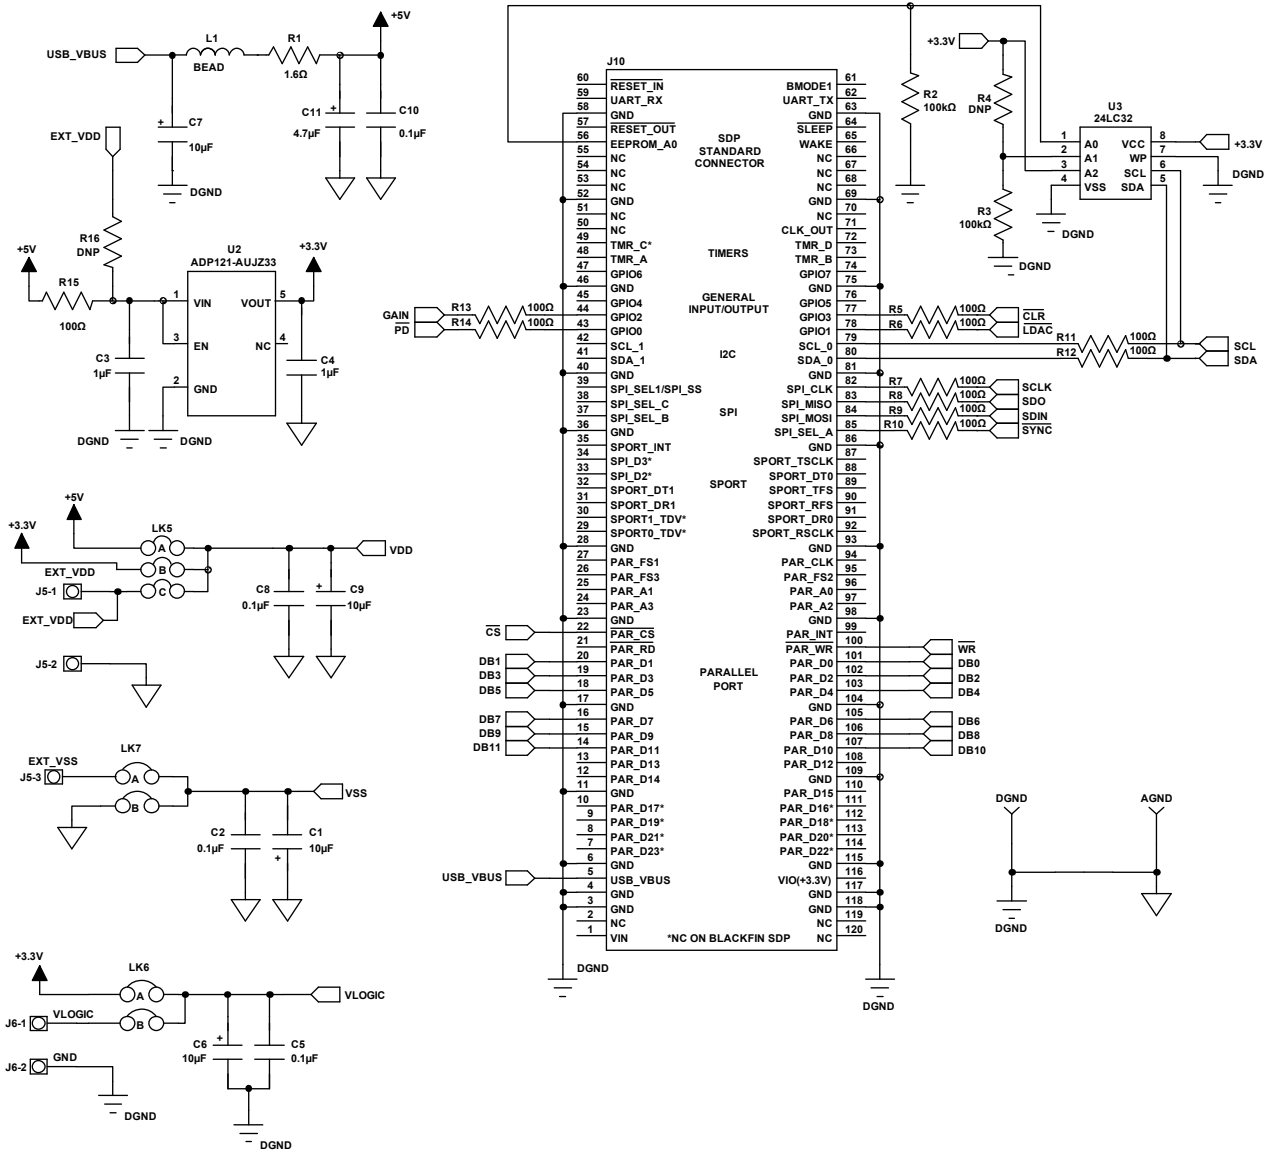 +5V
USB_VBUS
L1
BEAD
R1
1.6Ω
C7
+
10µF
DGND
C11
+
4.7µF
C10
0.1µF
EXT_VDD
R16
DNP
+5V
R15
100Ω
U2
ADP121-AUJZ33
+3.3V
1
VIN
VOUT
5
3
EN
NC
4
2
GND
C3
1µF
C4
1µF
DGND
DGND
+5V
+3.3V
LK5
A
B
C
EXT_VDD
J5-1
EXT_VDD
VDD
C8
0.1µF
+
C9
10µF
J5-2
LK7
EXT_VSS
J5-3
A
B
VSS
C2
0.1µF
C1
10µF
+
+3.3V
LK6
A
B
VLOGIC
J6-1
VLOGIC
C6
+
10µF
C5
0.1µF
J6-2
GND
DGND
DGND
J10
60 RESET_IN
59 UART_RX
58 GND
57 RESET_OUT
56 EEPROM_A0
55 NC
54 NC
53 NC
52 GND
51 NC
50 NC
49 TMR_C*
48 TMR_A
47 GPIO6
46 GND
45 GPIO4
44 GPIO2
43 GPIO0
42 SCL_1
41 SDA_1
40 GND
39 SPI_SEL1/SPI_SS
38 SPI_SEL_C
37 SPI_SEL_B
36 GND
35 SPORT_INT
34 SPI_D3*
33 SPI_D2*
32 SPORT_DT1
31 SPORT_DR1
30 SPORT1_TDV*
29 SPORT0_TDV*
28 GND
27 PAR_FS1
26 PAR_FS3
25 PAR_A1
24 PAR_A3
23 GND
22 PAR_CS
21 PAR_RD
20 PAR_D1
19 PAR_D3
18 PAR_D5
17 GND
16 PAR_D7
15 PAR_D9
14 PAR_D11
13 PAR_D13
12 PAR_D14
11 GND
10 PAR_D17*
9 PAR_D19*
8 PAR_D21*
7 PAR_D23*
6 GND
5 USB_VBUS
4 GND
3 GND
2 NC
1 VIN
SDP
STANDARD
CONNECTOR
TIMERS
GENERAL
INPUT/OUTPUT
I2C
SPI
SPORT
PARALLEL
PORT
*NC ON BLACKFIN SDP
BMODE1 61
UART_TX 62
GND 63
SLEEP 64
WAKE 65
NC 66
NC 67
NC 68
GND 69
NC 70
CLK_OUT 71
TMR_D 72
TMR_B 73
GPIO7 74
GND 75
GPIO5 76
GPIO3 77
GPIO1 78
SCL_0 79
SDA_0 80
GND 81
SPI_CLK 82
SPI_MISO 83
SPI_MOSI 84
SPI_SEL_A 85
GND 86
SPORT_TSCLK 87
SPORT_DT0 88
SPORT_TFS 89
SPORT_RFS 90
SPORT_DR0 91
SPORT_RSCLK 92
GND 93
PAR_CLK 94
PAR_FS2 95
PAR_A0 96
PAR_A2 97
GND 98
PAR_INT 99
PAR_WR 100
PAR_D0 101
PAR_D2 102
PAR_D4 103
GND 104
PAR_D6 105
PAR_D8 106
PAR_D10 107
PAR_D12 108
GND 109
PAR_D15 110
PAR_D16* 111
PAR_D18* 112
PAR_D20* 113
PAR_D22* 114
GND 115
VIO(+3.3V) 116
GND 117
GND 118
NC 119
NC 120
GAIN R13 100Ω
PD R14 100Ω
CS
DB1
DB3
DB5
DB7
DB9
DB11
USB_VBUS
DGND
DGND
R5 100Ω CLR
R6 100Ω LDAC
R11 100Ω SCL
R12 100Ω SDA
R7 100Ω SCLK
R8 100Ω SDO
R9 100Ω SDIN
R10 100Ω SYNC
WR
DB0
DB2
DB4
DB6
DB8
DB10
R2
100kΩ
+3.3V
R4
DNP
R3
100kΩ
DGND
U3
24LC32
1 A0
2 A1
3 A2
4 VSS
VCC 8
WP 7
SCL 6
SDA 5
+3.3V
DGND
DGND
DGND
AGND
DGND